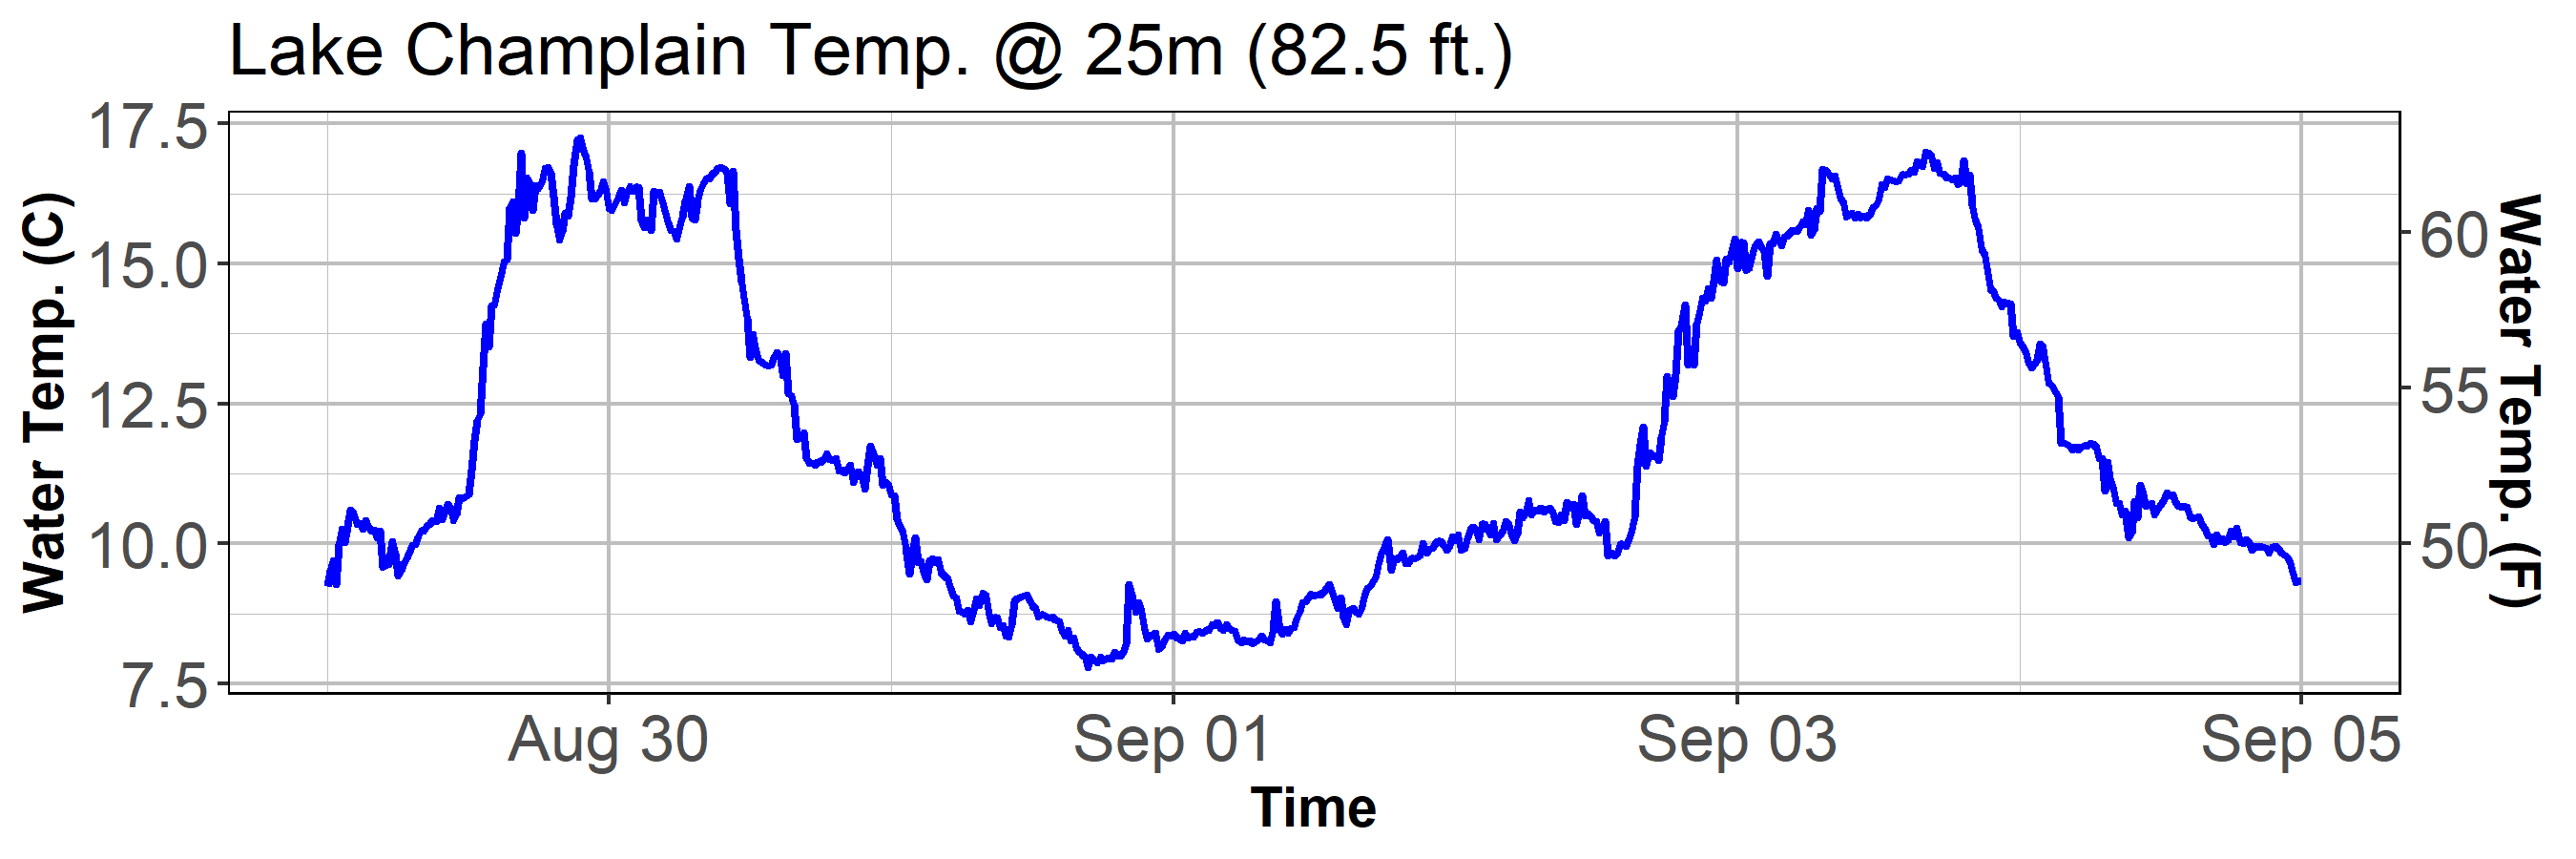 Lake Champlain Temp. @ 25m (82.5 ft.)
Water Temp. (C)
17.5
15.0
12.5
10.0
7.5
60
55
50
Water Temp. (F)
Aug 30
Sep 01
Sep 03
Sep 05
Time